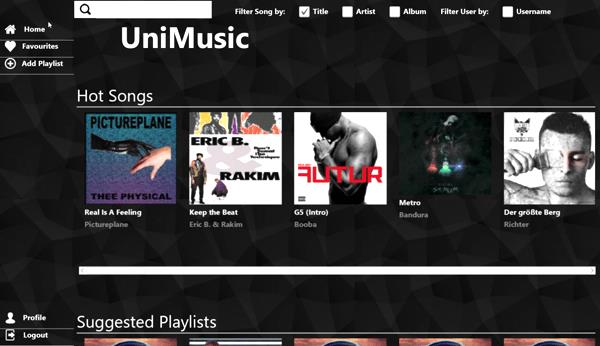 Filter Song by: Title Artist Album Filter User by: Username
Home
Favourites
Add Playlist
UniMusic
Hot Songs
PICTUREPLANE
THEE PHYSICAL
ERIC B.
RAKIM
FUTUR
Real Is A Feeling
Pictureplane
Keep the Beat
Eric B. & Rakim
G5 (Intro)
Booba
Metro
Bandura
Der größte Berg
Richter
Suggested Playlists
Profile
Logout